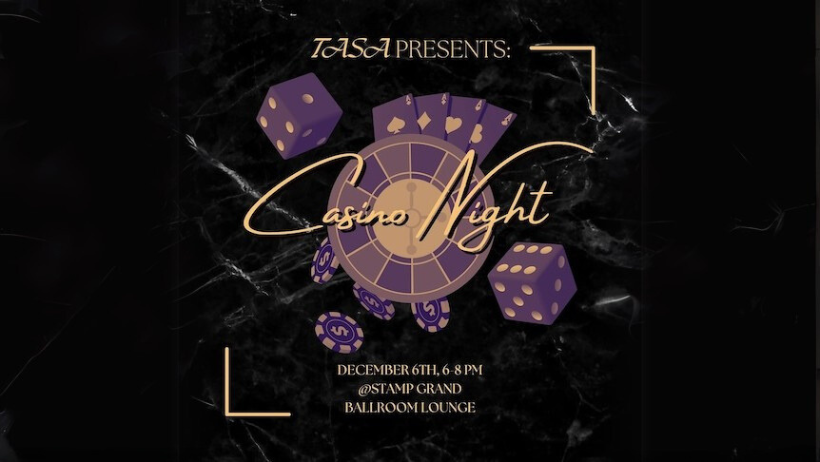 TASA PRESENTS:
Casino Night
DECEMBER 6TH, 6-8 PM
@STAMP GRAND
BALLROOM LOUNGE